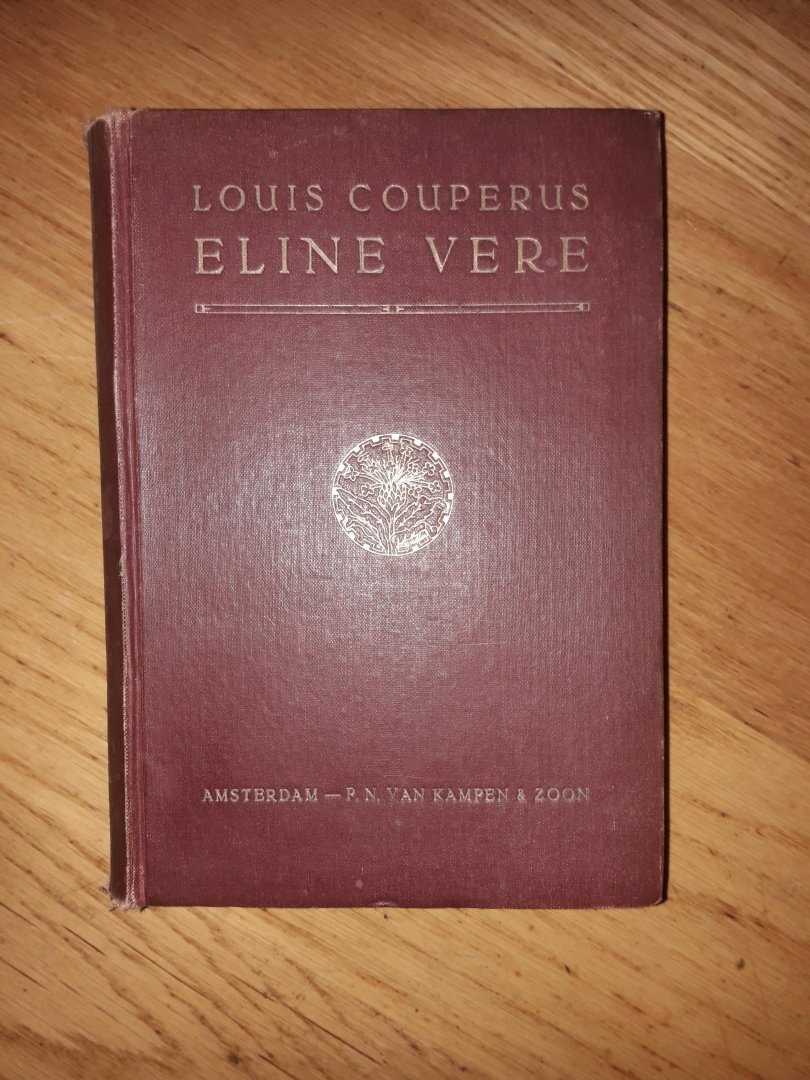 LOUIS COUPERUS
ELINE VERE
AMSTERDAM — P. N. VAN KAMPEN & ZOON